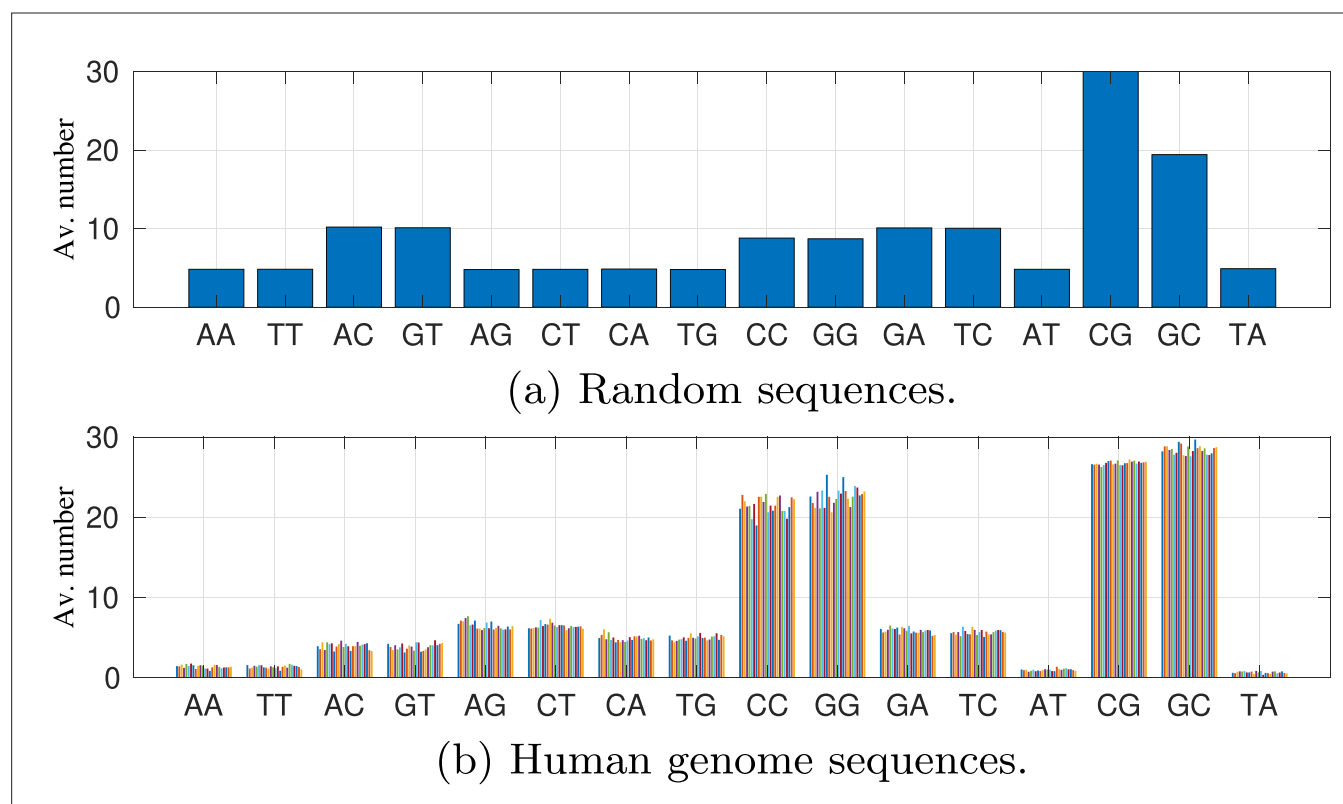 30
20
10
0
Av. number
AA TT AC GT AG CT CA TG CC GG GA TC AT CG GC TA
(a) Random sequences.
30
20
10
0
Av. number
AA TT AC GT AG CT CA TG CC GG GA TC AT CG GC TA
(b) Human genome sequences.